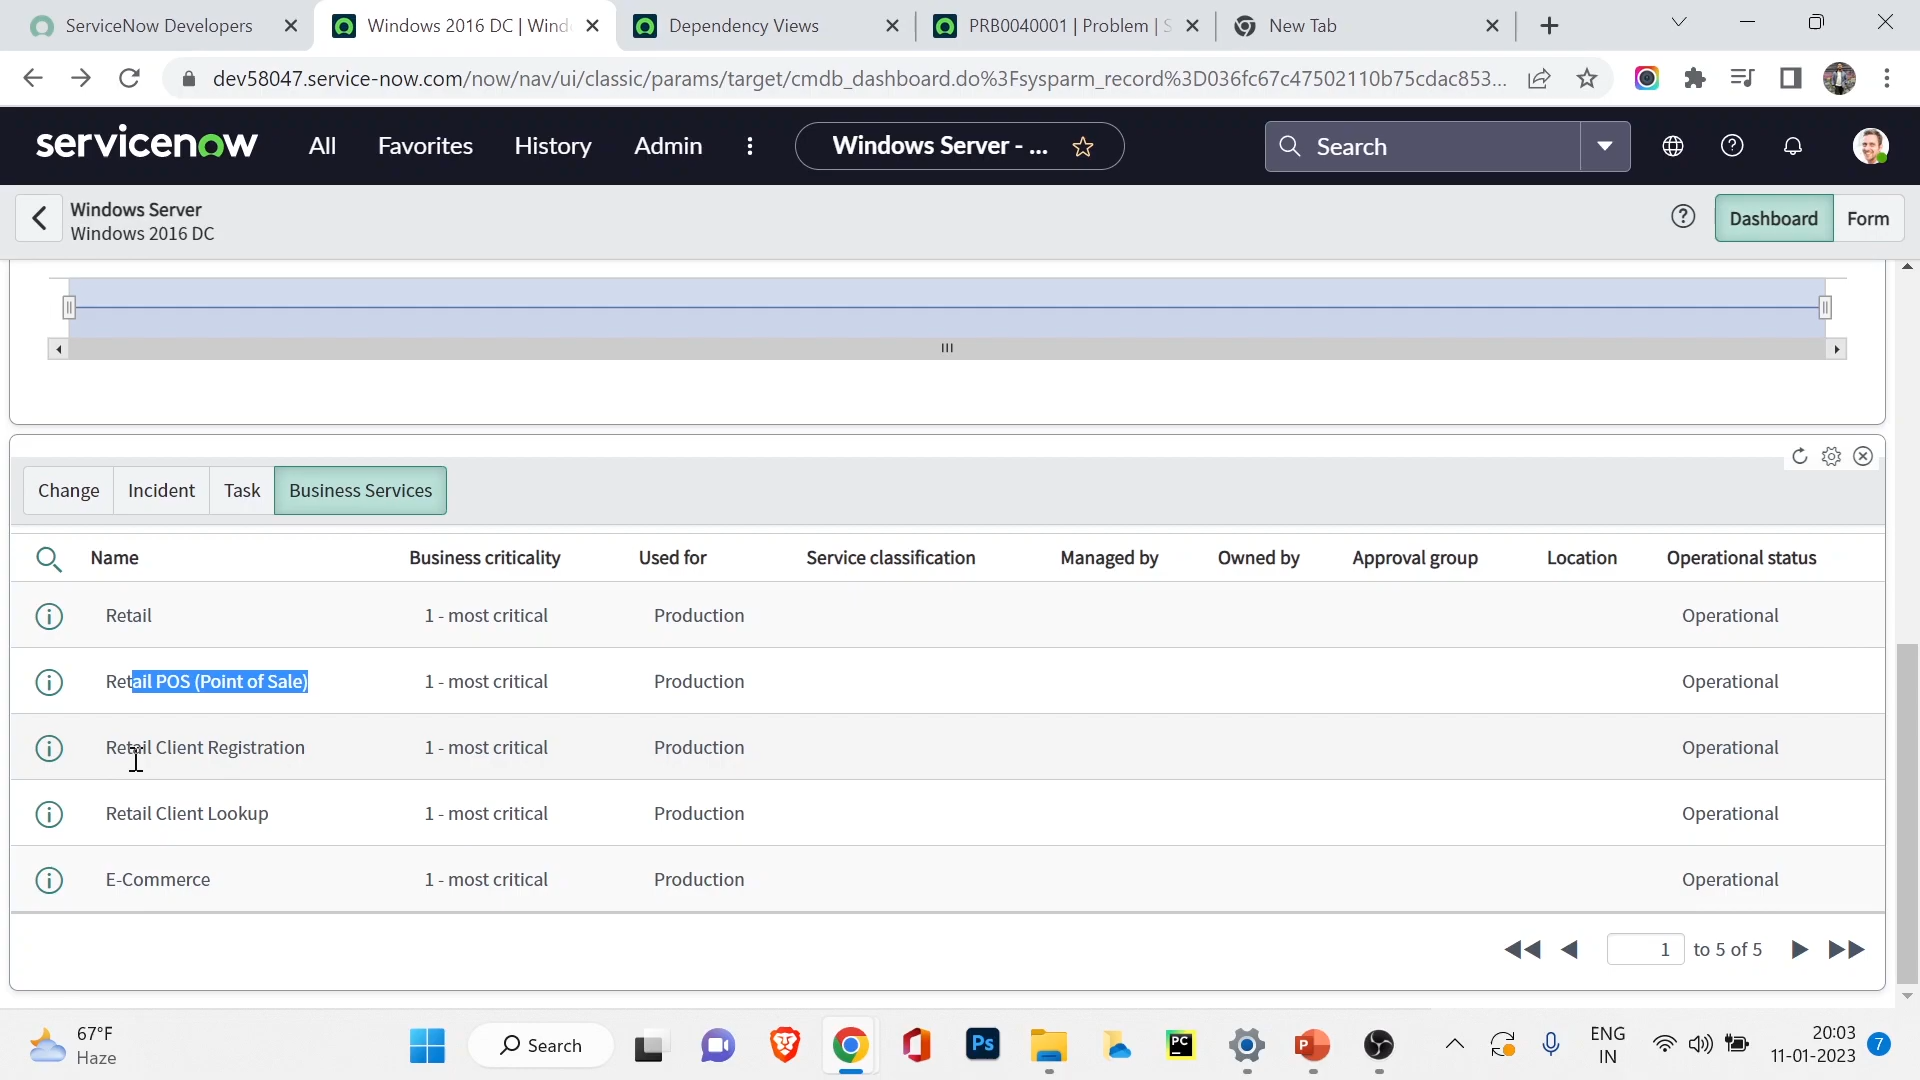 ServiceNow Developers
Windows 2016 DC | Wind
Dependency Views
PRB0040001 | Problem | S
New Tab
dev58047.service-now.com/now/nav/ui/classic/params/target/cmdb_dashboard.do%3Fsysparm_record%3D036fc67c47502110b75cdac853...
servicenow
All
Favorites
History
Admin
Windows Server - ...
Search
Windows Server
Windows 2016 DC
Dashboard
Form
Change
Incident
Task
Business Services
Name Business criticality Used for Service classification Managed by Owned by Approval group Location Operational status
Retail 1 - most critical Production Operational
Retail POS (Point of Sale) 1 - most critical Production Operational
Retail Client Registration 1 - most critical Production Operational
Retail Client Lookup 1 - most critical Production Operational
E-Commerce 1 - most critical Production Operational
1 to 5 of 5
67°F
Haze
Search
Ps
PC
P
ENG
IN
20:03
11-01-2023
7